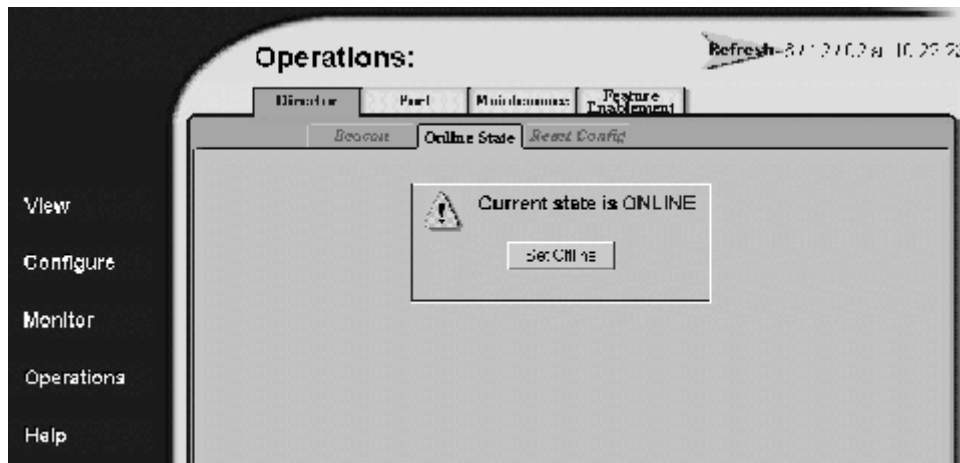 Operations:
Refresh
Director Port Maintenance Feature Enablement
Beacon Online State Reset Config
Current state is ONLINE
Set Offline
View
Configure
Monitor
Operations
Help